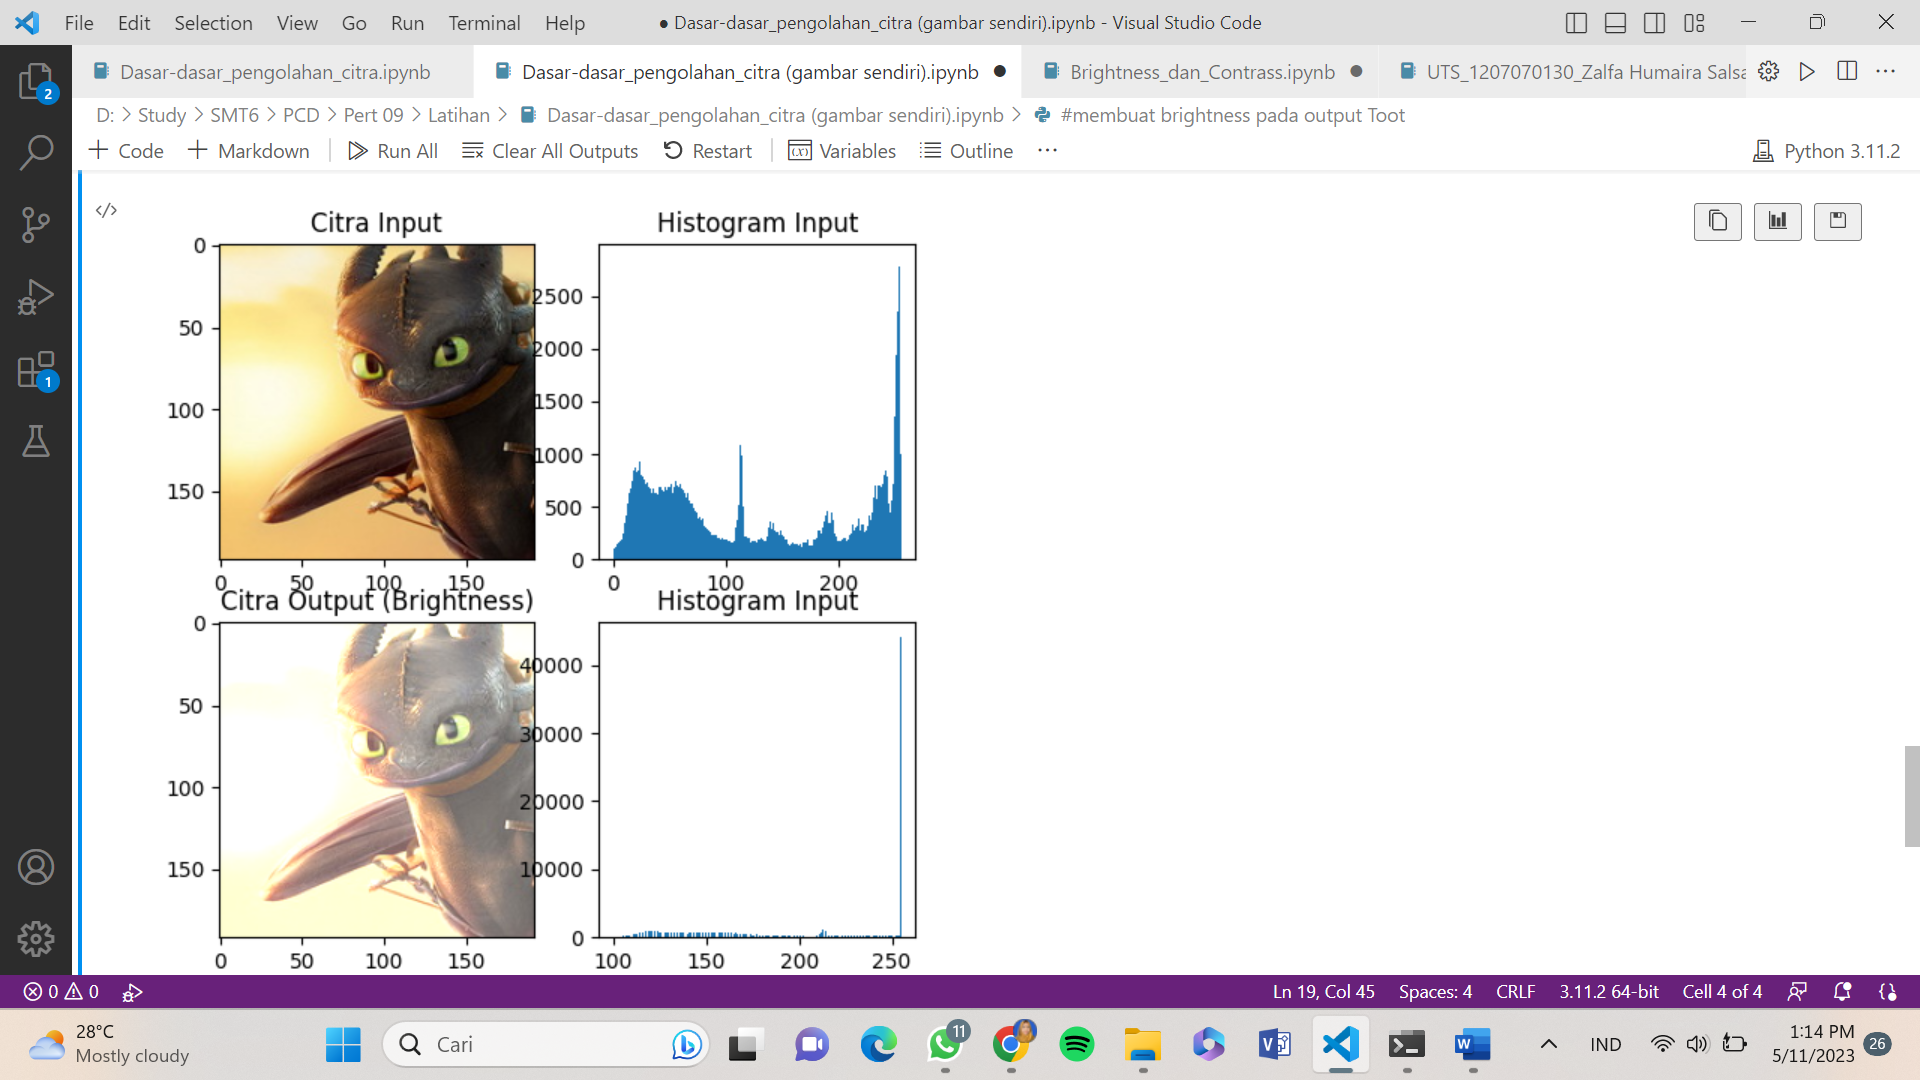 File Edit Selection View Go Run Terminal Help ● Dasar-dasar_pengolahan_citra (gambar sendiri).ipynb - Visual Studio Code
Dasar-dasar_pengolahan_citra.ipynb Dasar-dasar_pengolahan_citra (gambar sendiri).ipynb Brightness_dan_Contrass.ipynb UTS_1207070130_Zalfa Humaira Salsa
2
D: > Study > SMT6 > PCD > Pert 09 > Latihan > Dasar-dasar_pengolahan_citra (gambar sendiri).ipynb > #membuat brightness pada output Toot
+ Code + Markdown Run All Clear All Outputs Restart Variables Outline ··· Python 3.11.2
Citra Input Histogram Input
0
50
100
150
0 50 100 150
2500
2000
1500
1000
500
0
0 100 200
1
Citra Output (Brightness) Histogram Input
0
50
100
150
0 50 100 150
40000
30000
20000
10000
0
100 150 200 250
0 0 Ln 19, Col 45 Spaces: 4 CRLF 3.11.2 64-bit Cell 4 of 4
28°C
Mostly cloudy
Cari
11
IND
1:14 PM
5/11/2023
26